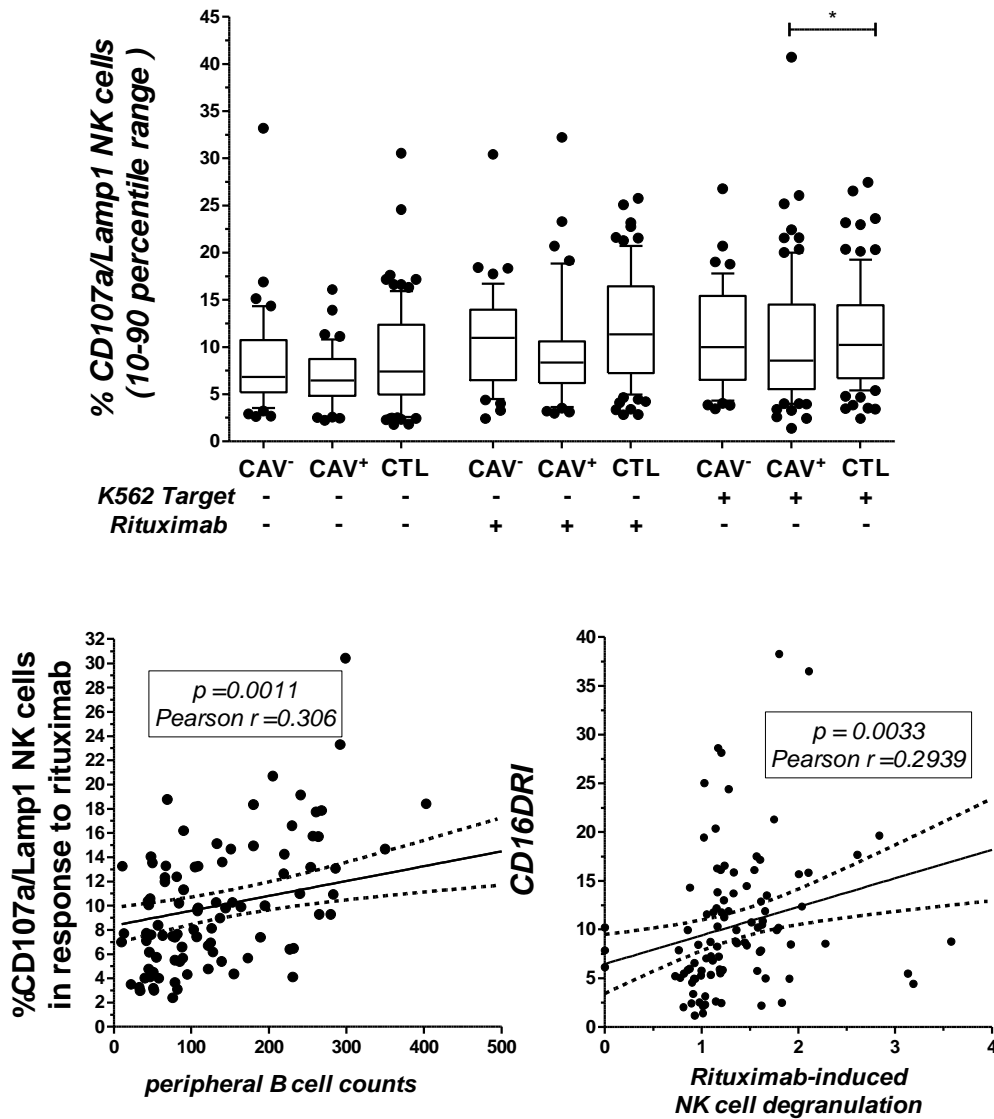 % CD107a/Lamp1 NK cells
(10-90 percentile range )
45
40
35
30
25
20
15
10
5
0
*
CAV⁻ CAV⁺ CTL CAV⁻ CAV⁺ CTL CAV⁻ CAV⁺ CTL
K562 Target - - - - - - + + +
Rituximab - - - + + + - - -
%CD107a/Lamp1 NK cells
in response to rituximab
32
30
28
26
24
22
20
18
16
14
12
10
8
6
4
2
0
p =0.0011
Pearson r =0.306
0 100 200 300 400 500
peripheral B cell counts
CD16DRI
40
35
30
25
20
15
10
5
0
p = 0.0033
Pearson r =0.2939
0 1 2 3 4
Rituximab-induced
NK cell degranulation